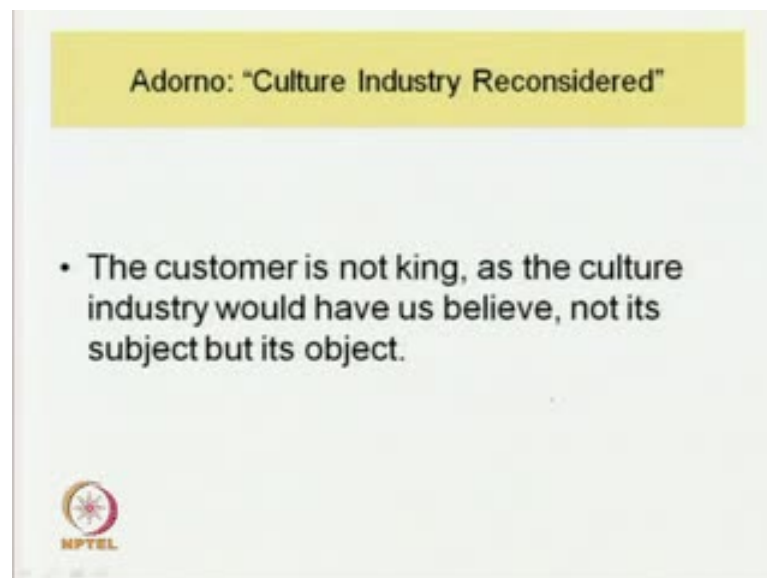 Adorno: “Culture Industry Reconsidered”
• The customer is not king, as the culture
industry would have us believe, not its
subject but its object.
NPTEL